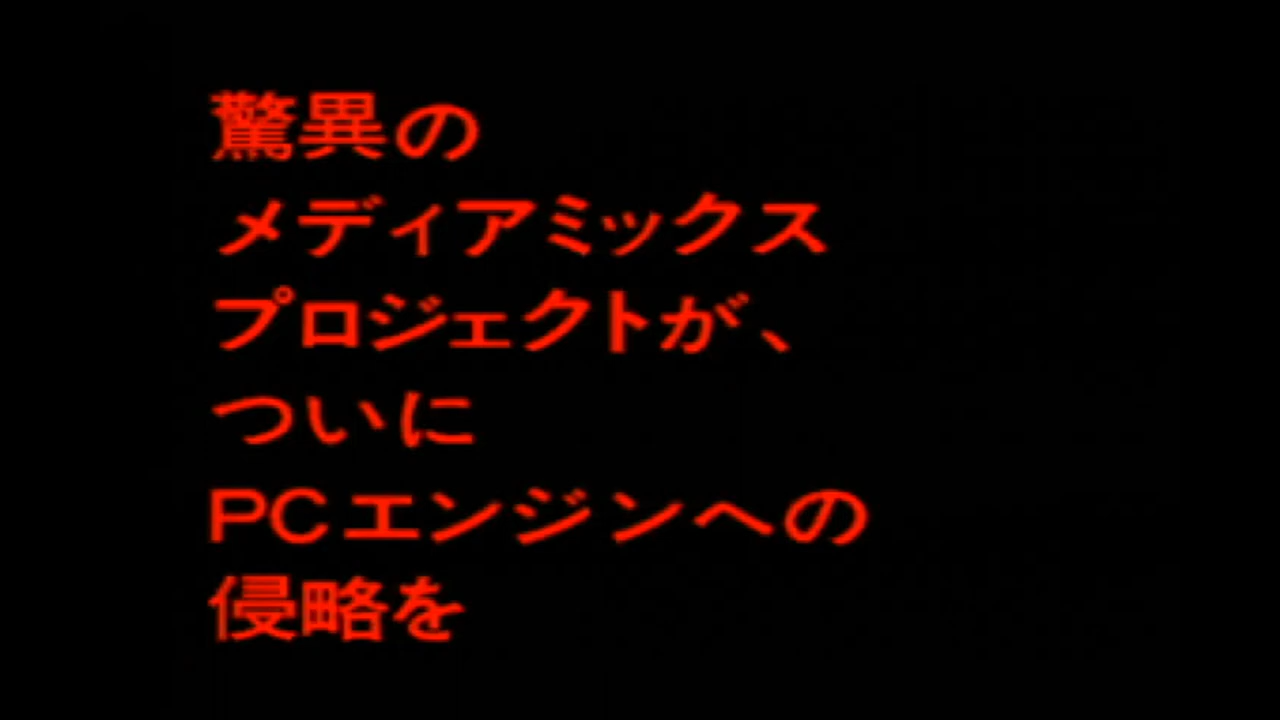 驚異の
メディアミックス
プロジェクトが、
ついに
PCエンジンへの
侵略を